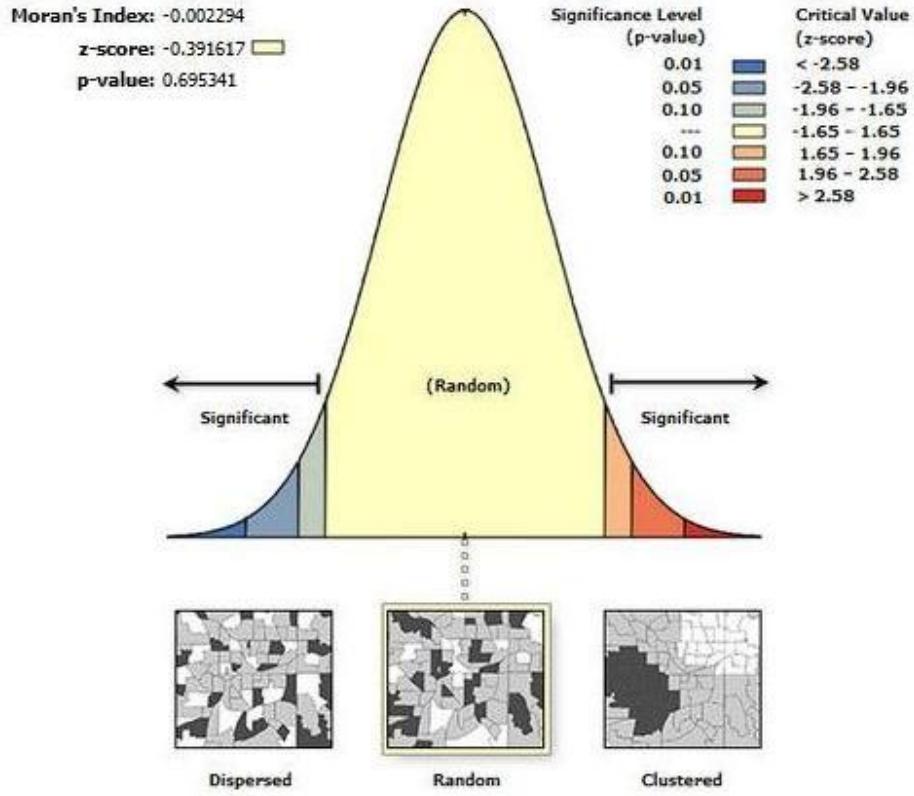 Moran's Index: -0.002294
z-score: -0.391617
p-value: 0.695341
Significance Level
(p-value)
Critical Value
(z-score)
0.01 < -2.58
0.05 -2.58 - -1.96
0.10 -1.96 - -1.65
--- -1.65 - 1.65
0.10 1.65 - 1.96
0.05 1.96 - 2.58
0.01 > 2.58
(Random)
Significant
Significant
Dispersed
Random
Clustered